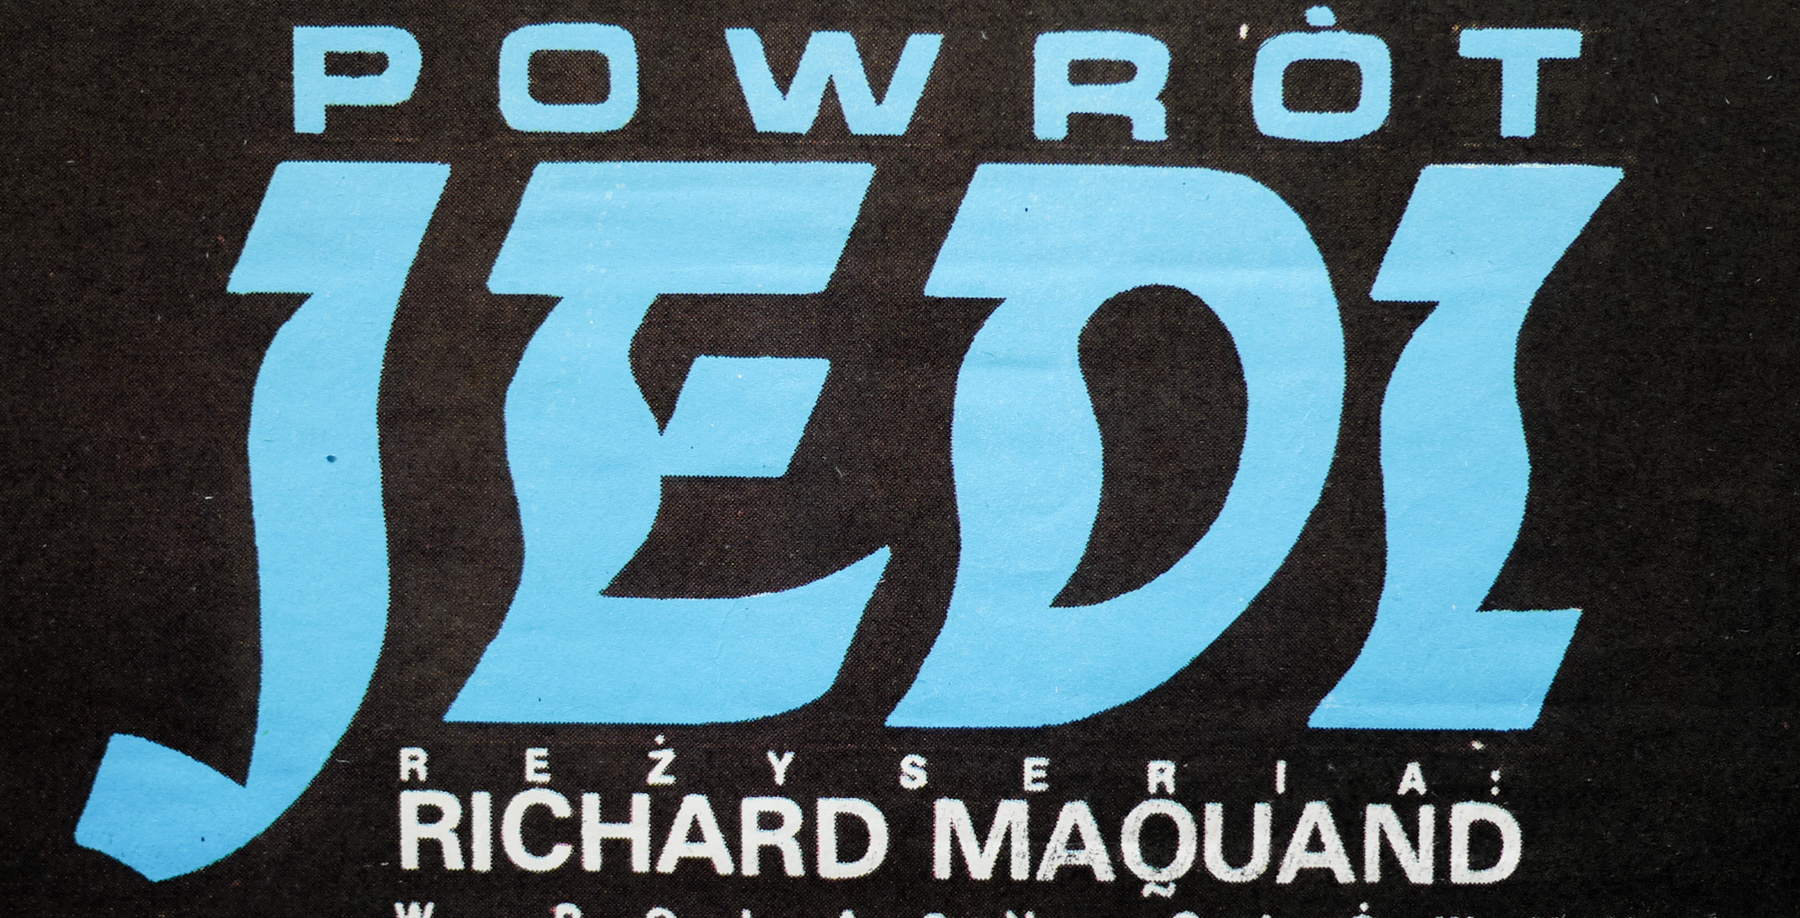 POWRÓT
JEDI
REŻYSERIA:
RICHARD MAQUAND